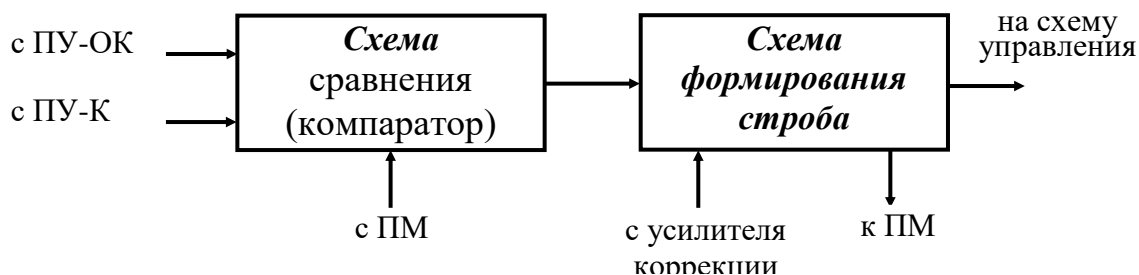 с ПУ-ОК
с ПУ-К
Схема
сравнения
(компаратор)
с ПМ
Схема
формирования
строба
с усилителя
коррекции
к ПМ
на схему
управления